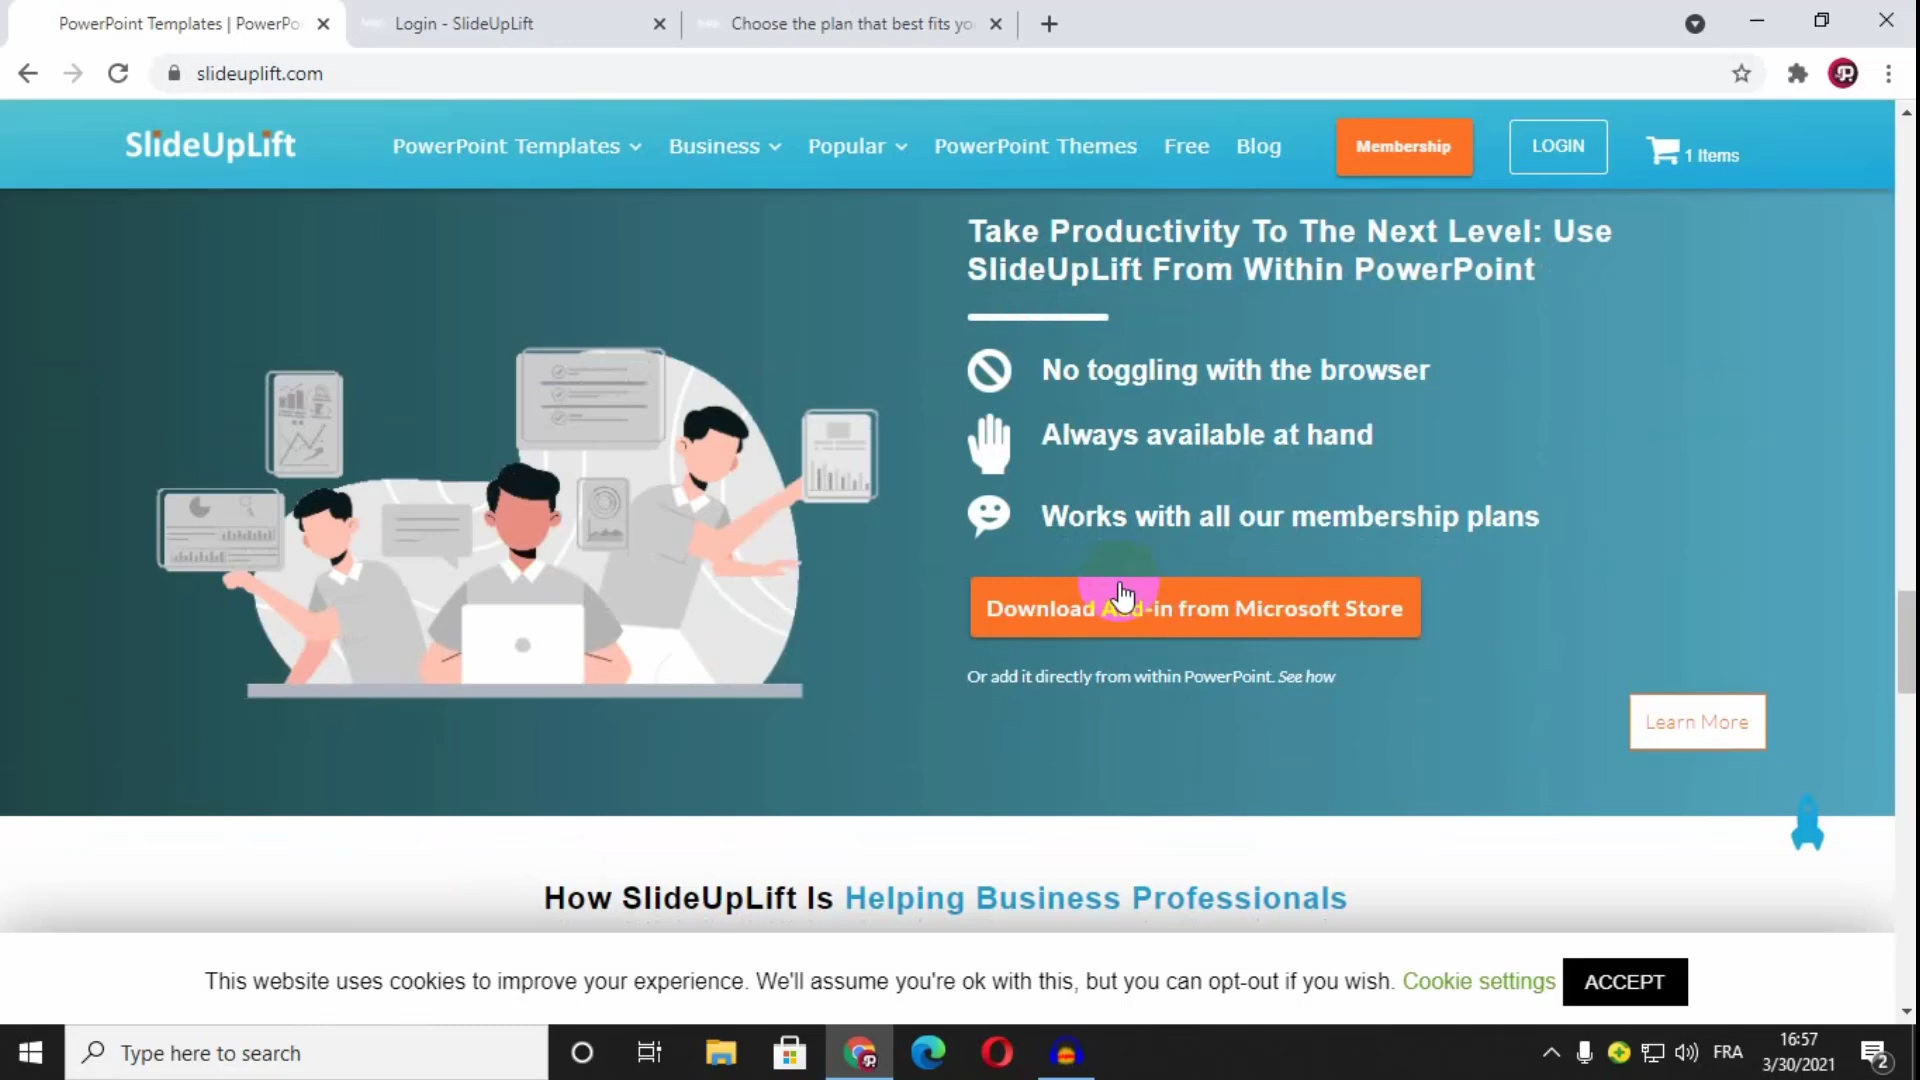 PowerPoint Templates | PowerPo
Login - SlideUpLift
Choose the plan that best fits yo
slideuplift.com
SlideUpLift
PowerPoint Templates
Business
Popular
PowerPoint Themes
Free
Blog
Membership
LOGIN
1 Items
Take Productivity To The Next Level: Use
SlideUpLift From Within PowerPoint
No toggling with the browser
Always available at hand
Works with all our membership plans
Download Add-in from Microsoft Store
Or add it directly from within PowerPoint. See how
Learn More
How SlideUpLift Is Helping Business Professionals
This website uses cookies to improve your experience. We'll assume you're ok with this, but you can opt-out if you wish. Cookie settings
ACCEPT
Type here to search
FRA
16:57
3/30/2021
2